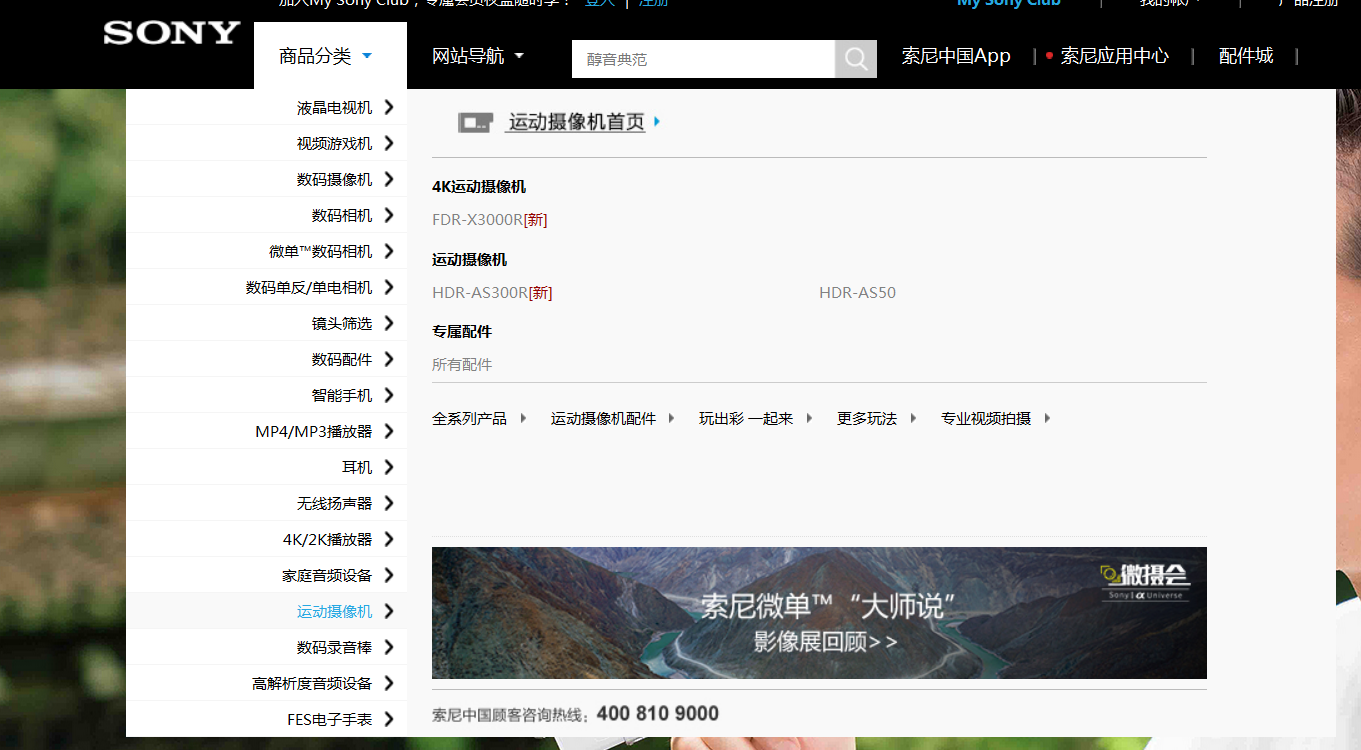 加入My Sony Club，专属会员权益随时享！ 登入 | 注册 My Sony Club | 我的帐户 | 产品注册
SONY 商品分类 网站导航 醇音典范 索尼中国App | 索尼应用中心 | 配件城 |
液晶电视机
视频游戏机
数码摄像机
数码相机
微单™数码相机
数码单反/单电相机
镜头筛选
数码配件
智能手机
MP4/MP3播放器
耳机
无线扬声器
4K/2K播放器
家庭音频设备
运动摄像机
数码录音棒
高解析度音频设备
FES电子手表
运动摄像机首页
4K运动摄像机
FDR-X3000R[新]
运动摄像机
HDR-AS300R[新] HDR-AS50
专属配件
所有配件
全系列产品 运动摄像机配件 玩出彩 一起来 更多玩法 专业视频拍摄
微摄会
Sony | α Universe
索尼微单™“大师说”
影像展回顾>>
索尼中国顾客咨询热线：400 810 9000